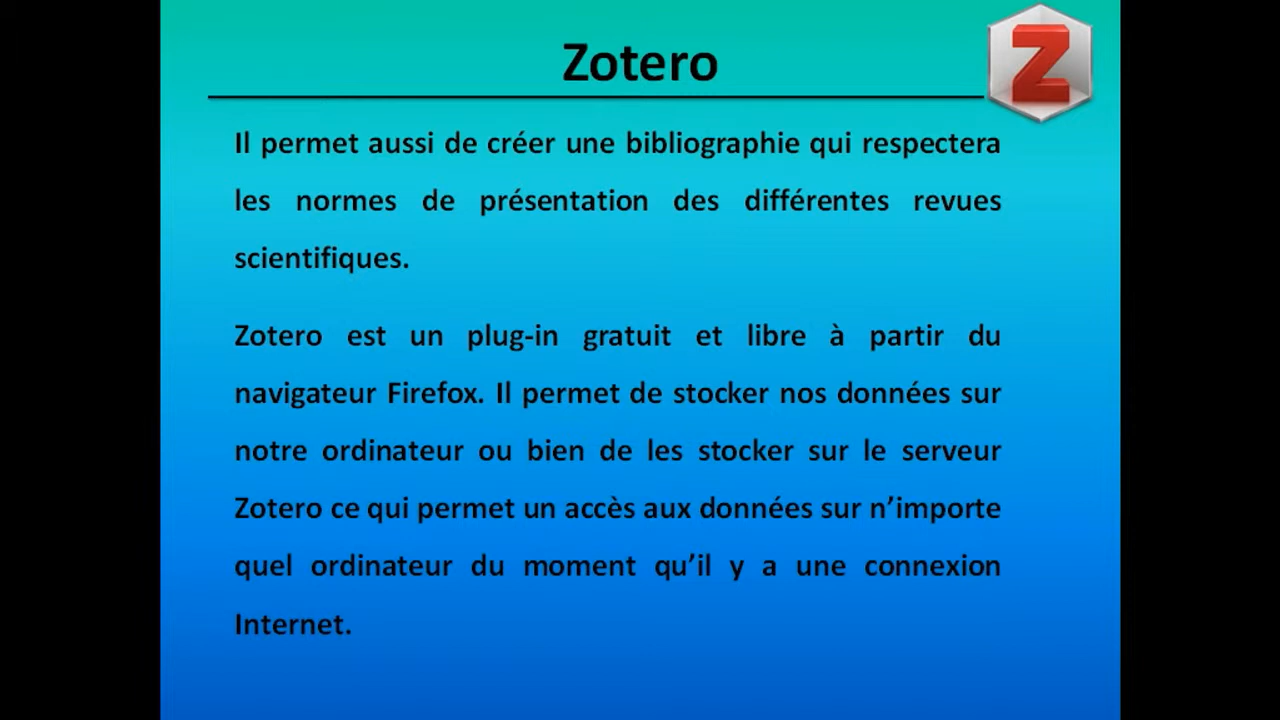 Zotero
Z
Il permet aussi de créer une bibliographie qui respectera
les normes de présentation des différentes revues
scientifiques.
Zotero est un plug-in gratuit et libre à partir du
navigateur Firefox. Il permet de stocker nos données sur
notre ordinateur ou bien de les stocker sur le serveur
Zotero ce qui permet un accès aux données sur n’importe
quel ordinateur du moment qu’il y a une connexion
Internet.